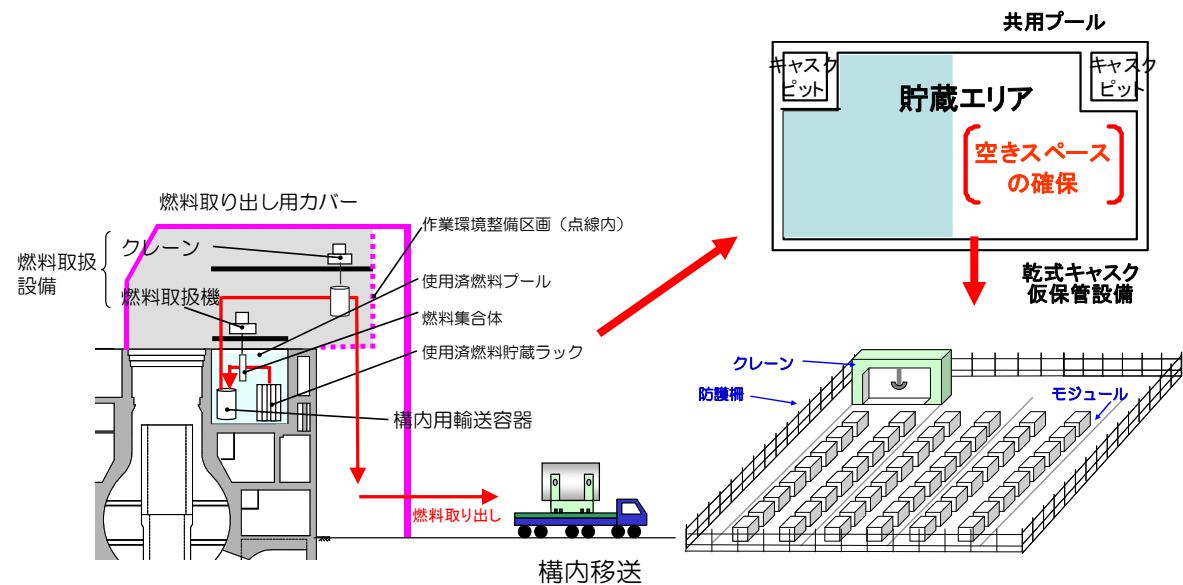 共用プール
キャスク
ピット
キャスク
ピット
貯蔵エリア
空きスペース
の確保
乾式キャスク
仮保管設備
燃料取り出し用カバー
作業環境整備区画（点線内）
クレーン
燃料取扱
設備
使用済燃料プール
燃料取扱機
燃料集合体
使用済燃料貯蔵ラック
構内用輸送容器
クレーン
防護柵
モジュール
燃料取り出し
構内移送